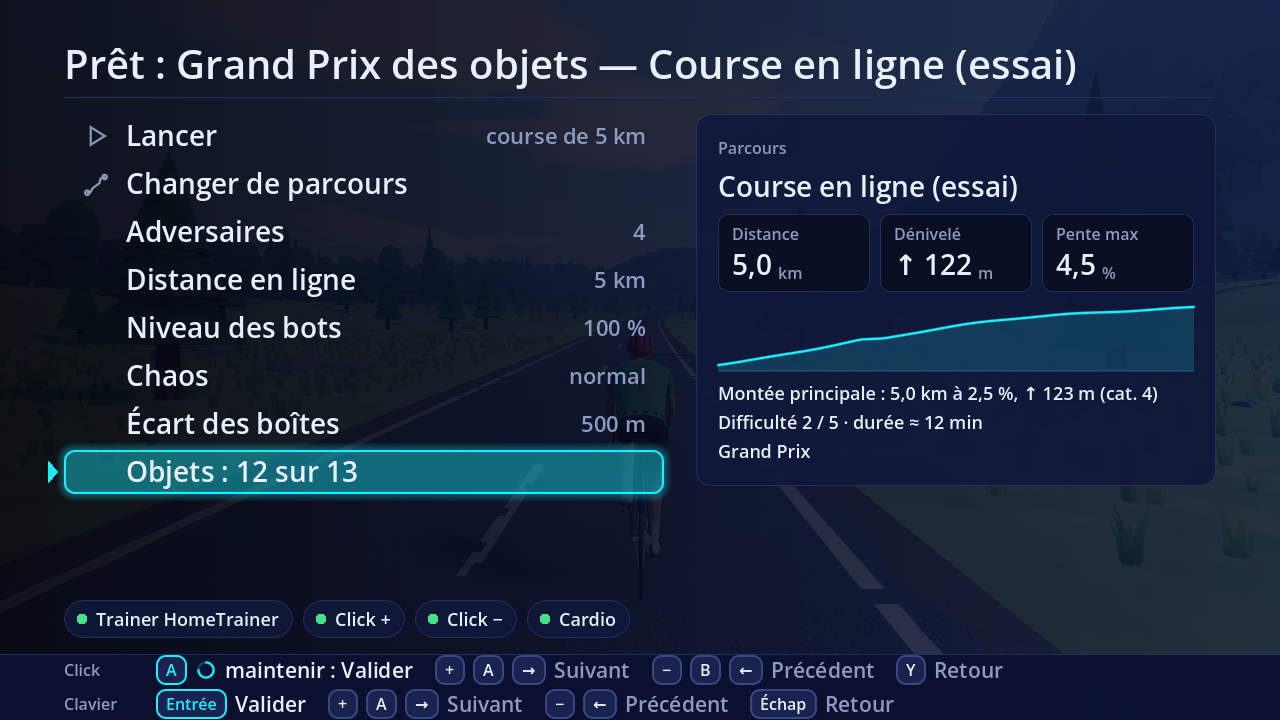 Prêt : Grand Prix des objets — Course en ligne (essai)
Lancer course de 5 km
Changer de parcours
Adversaires 4
Distance en ligne 5 km
Niveau des bots 100 %
Chaos normal
Écart des boîtes 500 m
Objets : 12 sur 13
Parcours
Course en ligne (essai)
Distance Dénivelé Pente max
5,0 km ↑ 122 m 4,5 %
Montée principale : 5,0 km à 2,5 %, ↑ 123 m (cat. 4)
Difficulté 2 / 5 · durée ≈ 12 min
Grand Prix
Trainer HomeTrainer Click + Click − Cardio
Click A maintenir : Valider + A → Suivant − B ← Précédent Y Retour
Clavier Entrée Valider + A → Suivant − ← Précédent Échap Retour